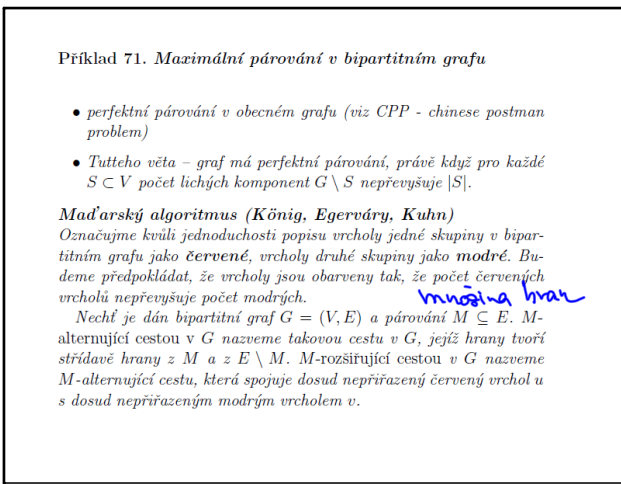 Příklad 71. Maximální párování v bipartitním grafu
• perfektní párování v obecném grafu (viz CPP - chinese postman
problem)
• Tutteho věta – graf má perfektní párování, právě když pro každé
S ⊂ V počet lichých komponent G \ S nepřevyšuje |S|.
Maďarský algoritmus (König, Egerváry, Kuhn)
Označujme kvůli jednoduchosti popisu vrcholy jedné skupiny v bipar-
titním grafu jako červené, vrcholy druhé skupiny jako modré. Bu-
deme předpokládat, že vrcholy jsou obarveny tak, že počet červených
vrcholů nepřevyšuje počet modrých.
množina hran
Nechť je dán bipartitní graf G = (V, E) a párování M ⊆ E. M-
alternující cestou v G nazveme takovou cestu v G, jejíž hrany tvoří
střídavě hrany z M a z E \ M. M-rozšiřující cestou v G nazveme
M-alternující cestu, která spojuje dosud nepřiřazený červený vrchol u
s dosud nepřiřazeným modrým vrcholem v.